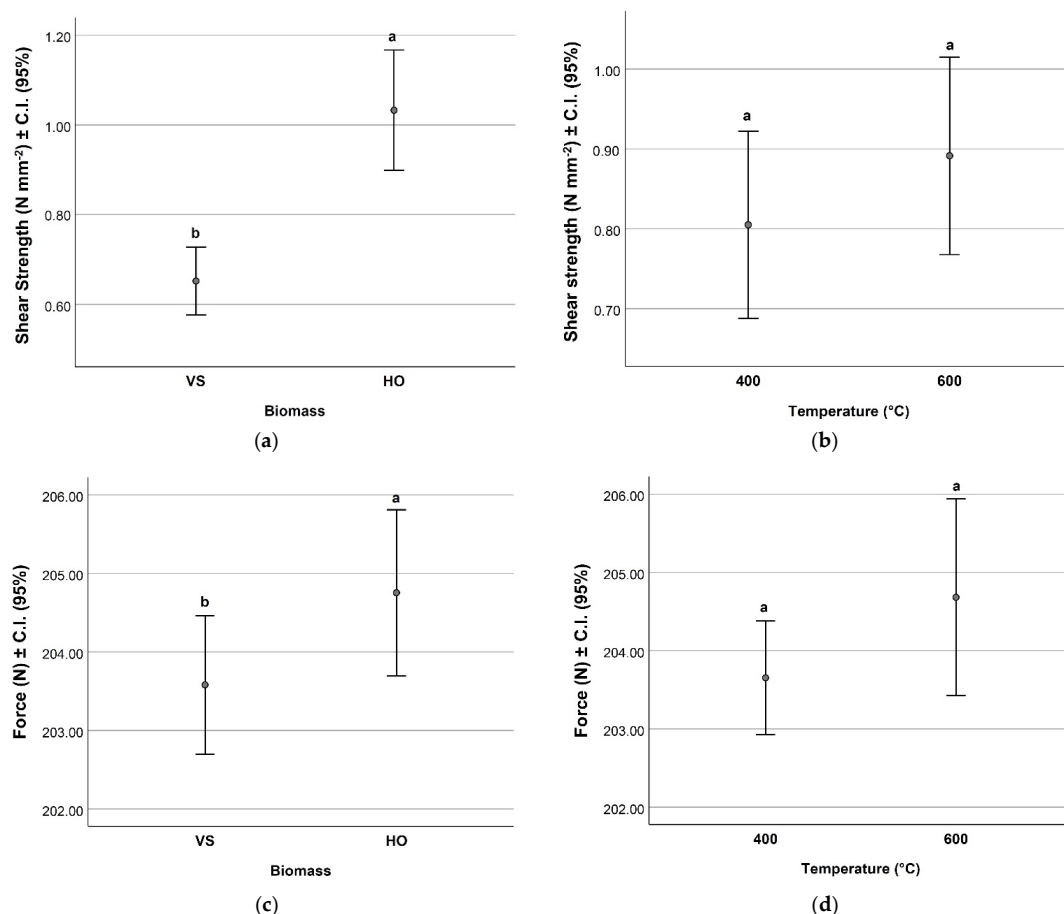 Shear Strength (N mm⁻²) ± C.I. (95%)
1.20
1.00
0.80
0.60
a
b
VS
HO
Biomass
(a)
Shear strength (N mm⁻²) ± C.I. (95%)
1.00
0.90
0.80
0.70
a
a
400
600
Temperature (°C)
(b)
Force (N) ± C.I. (95%)
206.00
205.00
204.00
203.00
202.00
a
b
VS
HO
Biomass
(c)
Force (N) ± C.I. (95%)
206.00
205.00
204.00
203.00
202.00
a
a
400
600
Temperature (°C)
(d)